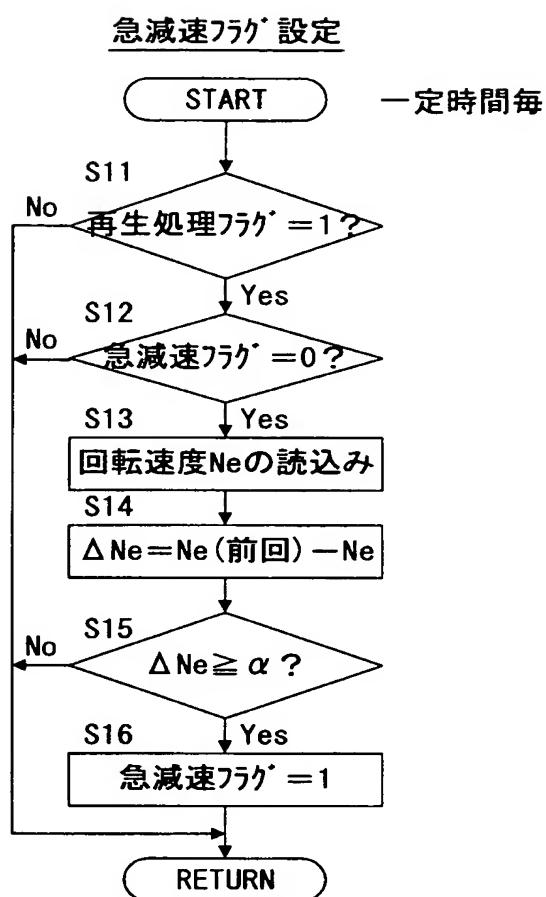 急減速ﾌﾗｸﾞ設定
START
一定時間毎
S11
No
再生処理ﾌﾗｸﾞ=1?
Yes
S12
No
急減速ﾌﾗｸﾞ=0?
Yes
S13
回転速度Neの読込み
S14
ΔNe=Ne(前回)-Ne
S15
No
ΔNe≧α?
Yes
S16
急減速ﾌﾗｸﾞ=1
RETURN